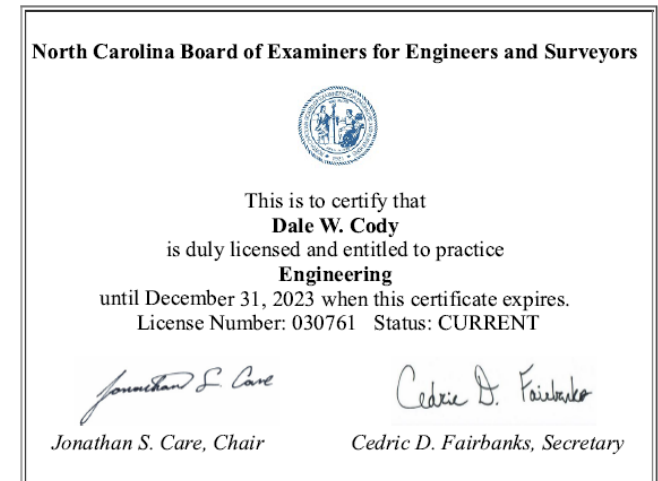 North Carolina Board of Examiners for Engineers and Surveyors
This is to certify that
Dale W. Cody
is duly licensed and entitled to practice
Engineering
until December 31, 2023 when this certificate expires.
License Number: 030761 Status: CURRENT
Jonathan S. Care Cedric D. Fairbanks
Jonathan S. Care, Chair Cedric D. Fairbanks, Secretary